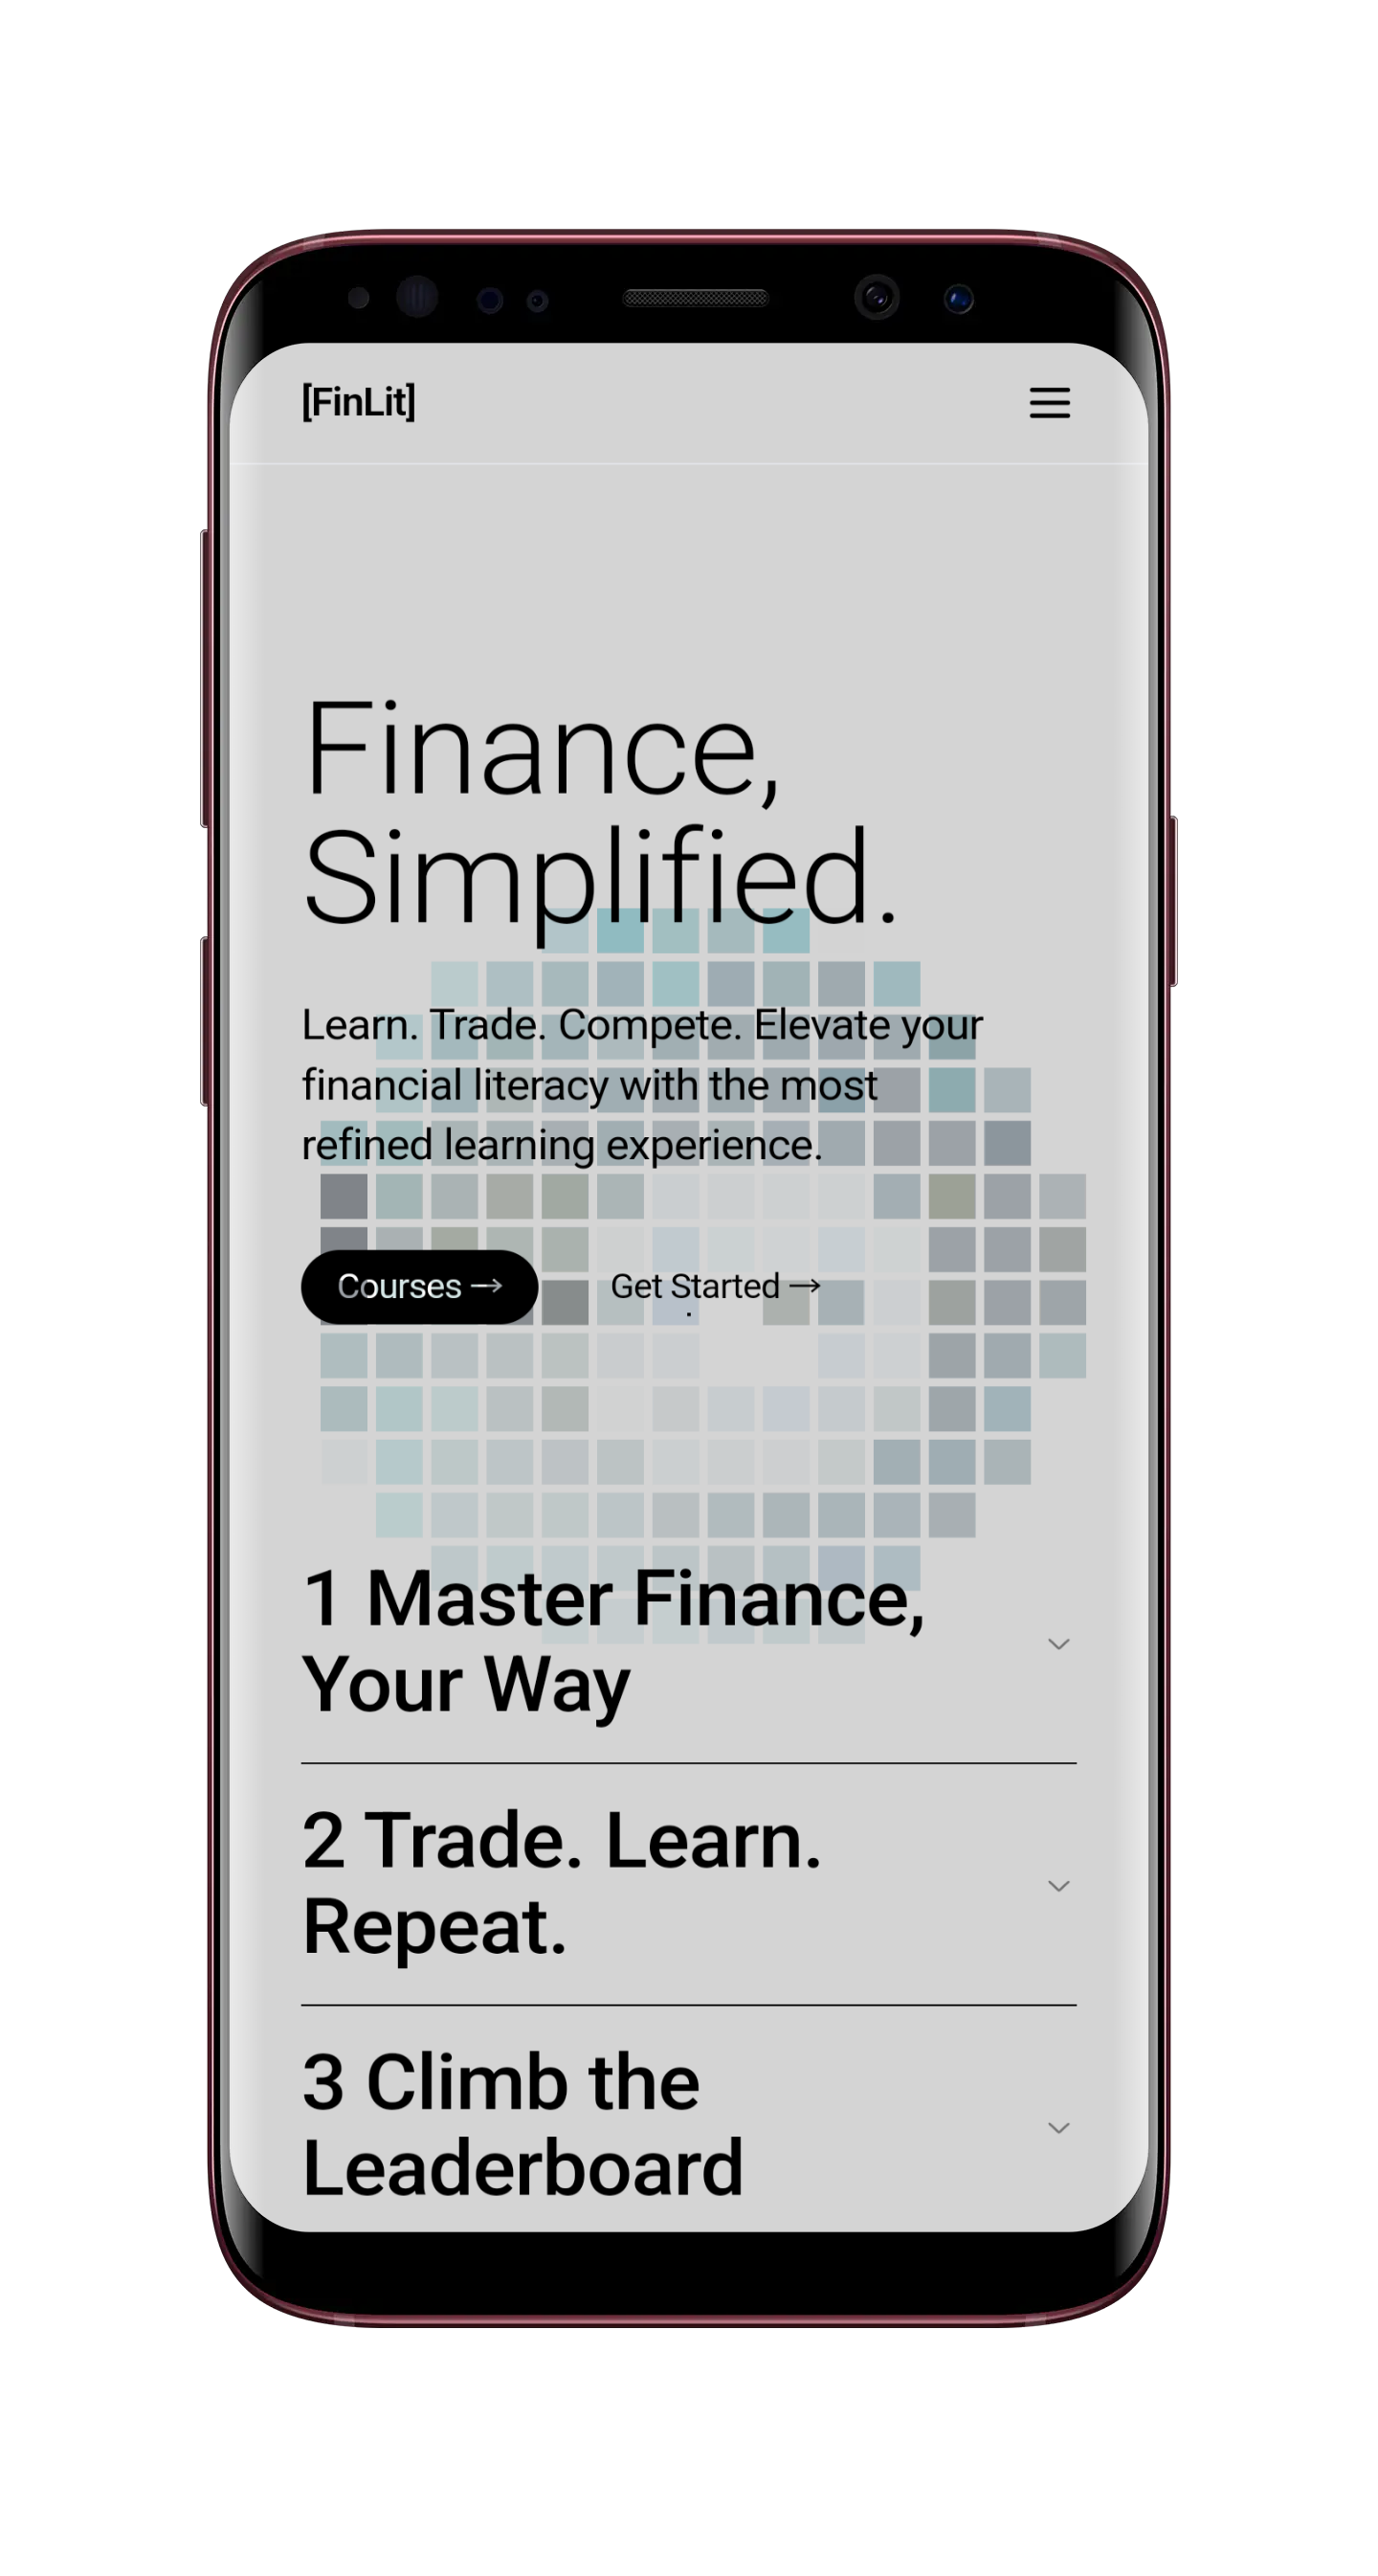 [FinLit]
Finance,
Simplified.
Learn. Trade. Compete. Elevate your
financial literacy with the most
refined learning experience.
Courses →
Get Started →
1 Master Finance,
Your Way
2 Trade. Learn.
Repeat.
3 Climb the
Leaderboard